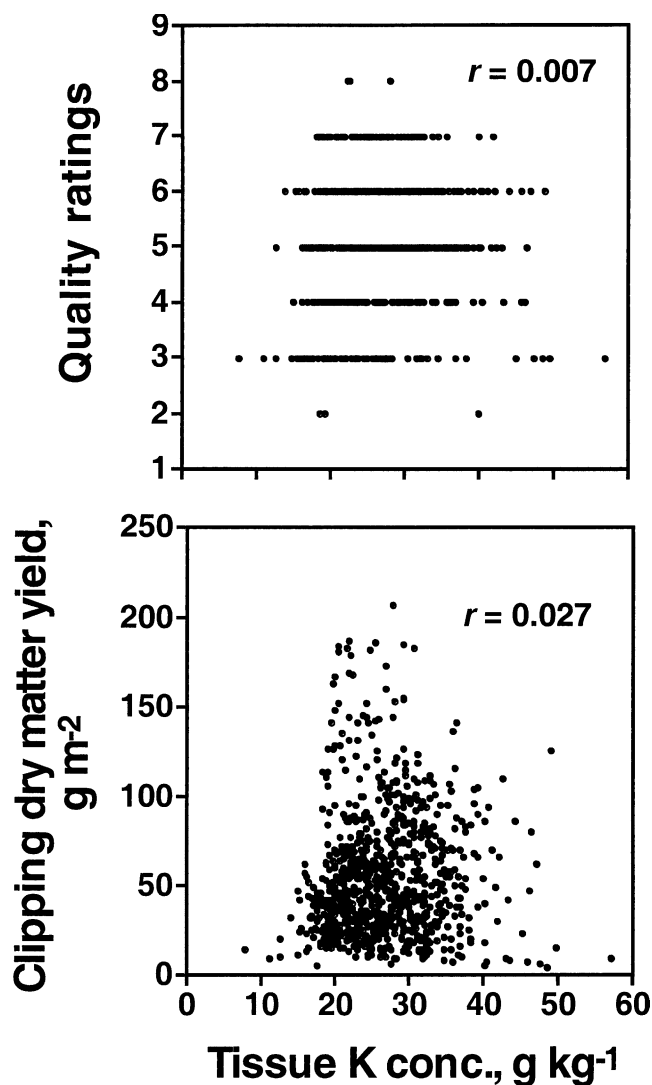 9
8
7
6
5
4
3
2
1
Quality ratings
r = 0.007
250
200
150
100
50
0
Clipping dry matter yield,
g m-2
r = 0.027
0 10 20 30 40 50 60
Tissue K conc., g kg-1